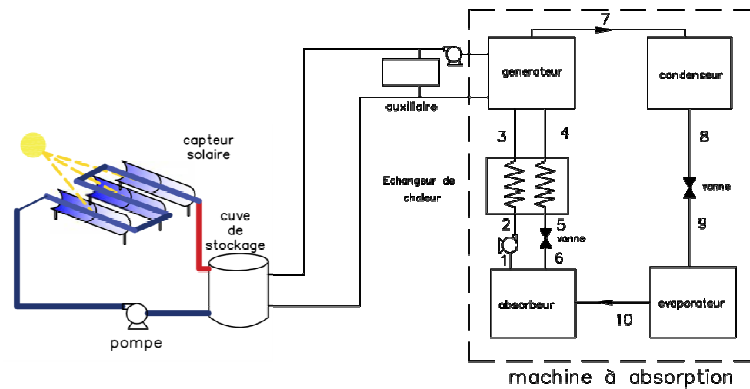 7
generateur
condenseur
auxiliaire
capteur
solaire
3
4
8
Echangeur de
chaleur
vanne
cuve
de
stockage
2
5
vanne
9
1
6
absorbeur
evaporateur
10
pompe
machine à absorption